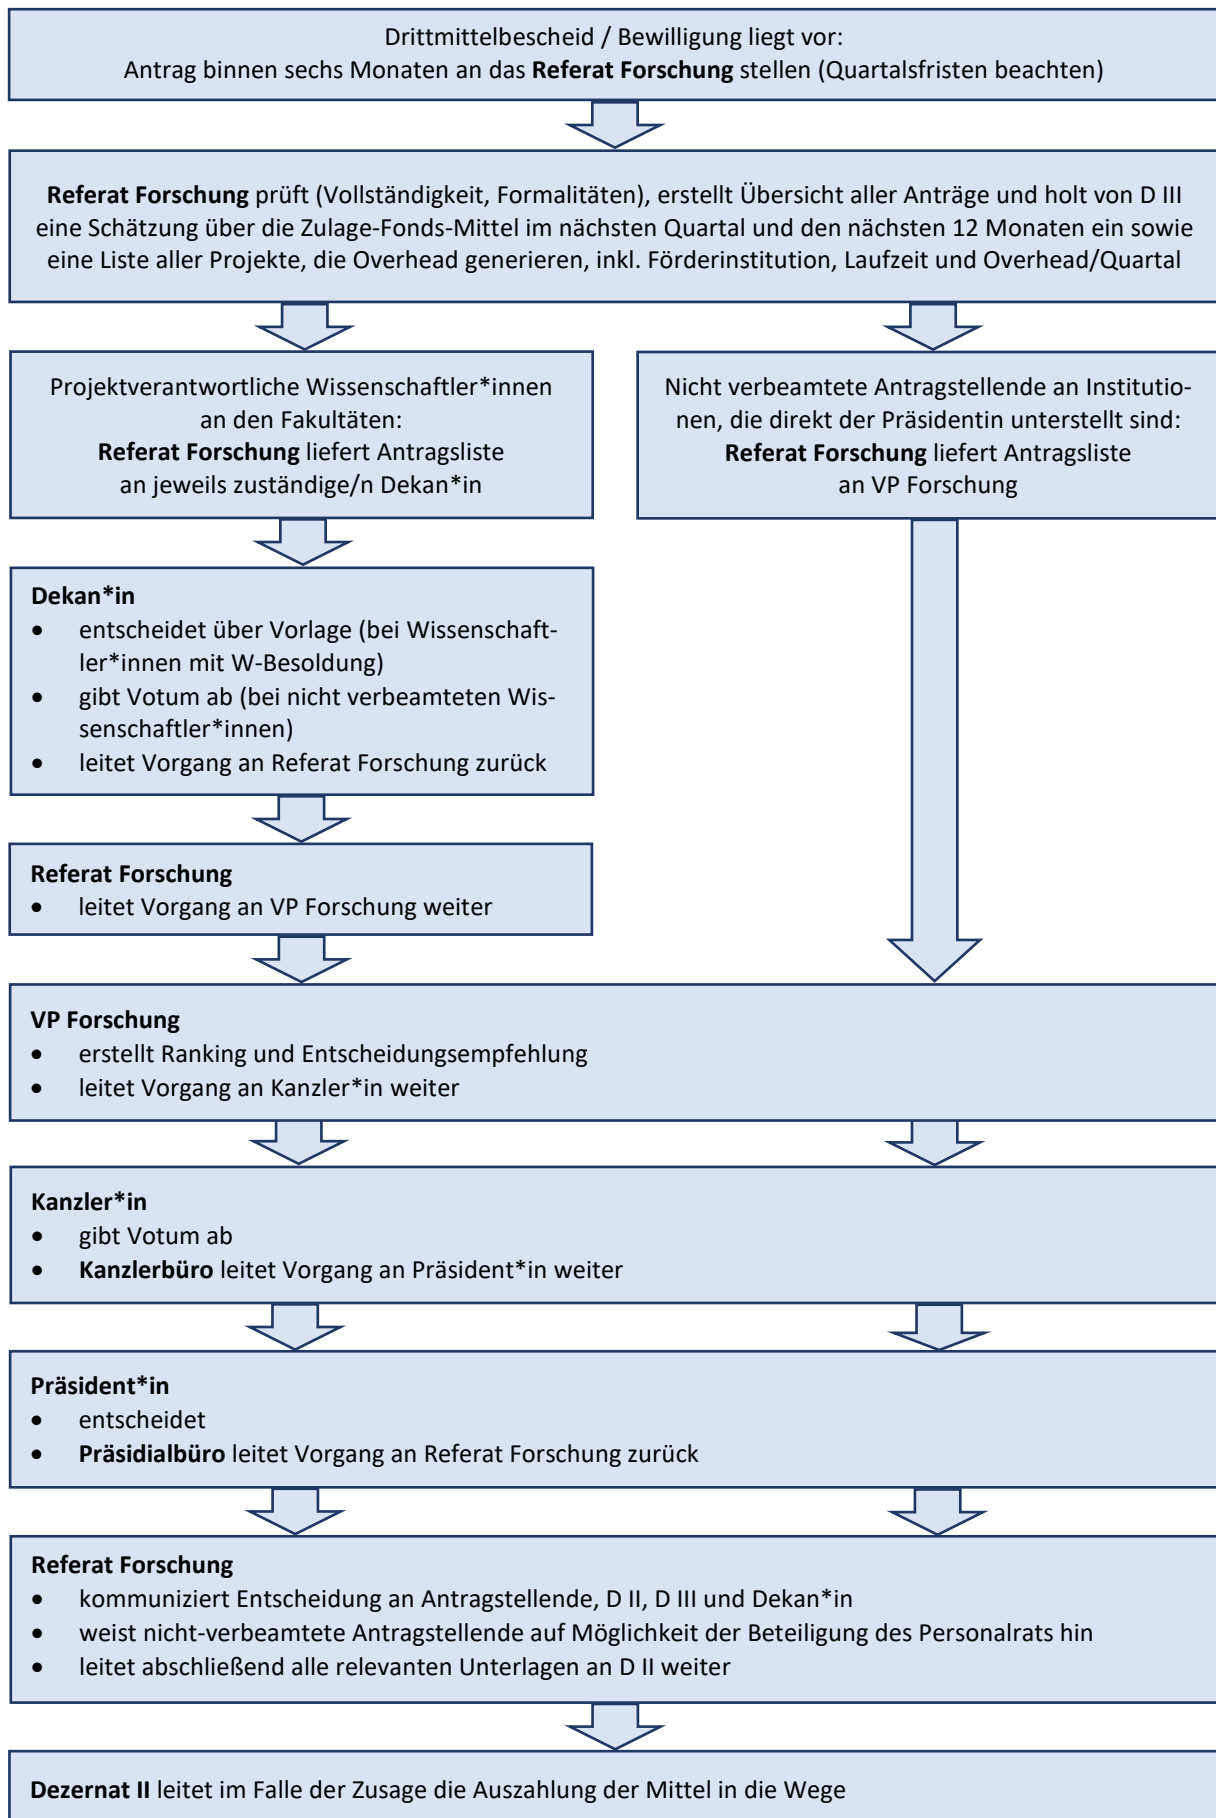 Drittmittelbescheid / Bewilligung liegt vor:
Antrag binnen sechs Monaten an das Referat Forschung stellen (Quartalsfristen beachten)
Referat Forschung prüft (Vollständigkeit, Formalitäten), erstellt Übersicht aller Anträge und holt von D III
eine Schätzung über die Zulage-Fonds-Mittel im nächsten Quartal und den nächsten 12 Monaten ein sowie
eine Liste aller Projekte, die Overhead generieren, inkl. Förderinstitution, Laufzeit und Overhead/Quartal
Projektverantwortliche Wissenschaftler*innen
an den Fakultäten:
Referat Forschung liefert Antragsliste
an jeweils zuständige/n Dekan*in
Nicht verbeamtete Antragstellende an Institutio-
nen, die direkt der Präsidentin unterstellt sind:
Referat Forschung liefert Antragsliste
an VP Forschung
Dekan*in
• entscheidet über Vorlage (bei Wissenschaft-
ler*innen mit W-Besoldung)
• gibt Votum ab (bei nicht verbeamteten Wis-
senschaftler*innen)
• leitet Vorgang an Referat Forschung zurück
Referat Forschung
• leitet Vorgang an VP Forschung weiter
VP Forschung
• erstellt Ranking und Entscheidungsempfehlung
• leitet Vorgang an Kanzler*in weiter
Kanzler*in
• gibt Votum ab
• Kanzlerbüro leitet Vorgang an Präsident*in weiter
Präsident*in
• entscheidet
• Präsidialbüro leitet Vorgang an Referat Forschung zurück
Referat Forschung
• kommuniziert Entscheidung an Antragstellende, D II, D III und Dekan*in
• weist nicht-verbeamtete Antragstellende auf Möglichkeit der Beteiligung des Personalrats hin
• leitet abschließend alle relevanten Unterlagen an D II weiter
Dezernat II leitet im Falle der Zusage die Auszahlung der Mittel in die Wege